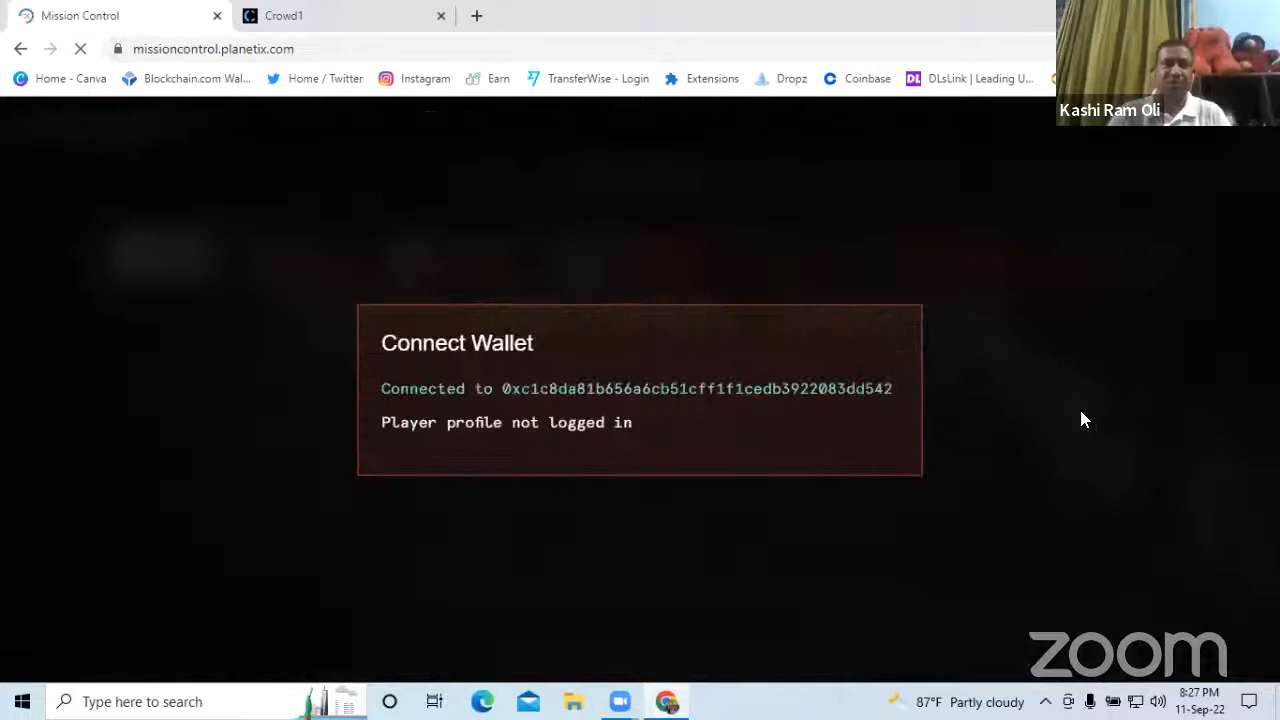 Mission Control
Crowd1
missioncontrol.planetix.com
Home - Canva
Blockchain.com Wal...
Home / Twitter
Instagram
Earn
TransferWise - Login
Extensions
Dropz
Coinbase
DL DLsLink | Leading U...
Kashi Ram Oli
Connect Wallet
Connected to 0xc1c8da81b656a6cb51cff1f1cedb3922083dd542
Player profile not logged in
zoom
Type here to search
87°F Partly cloudy
8:27 PM
11-Sep-22